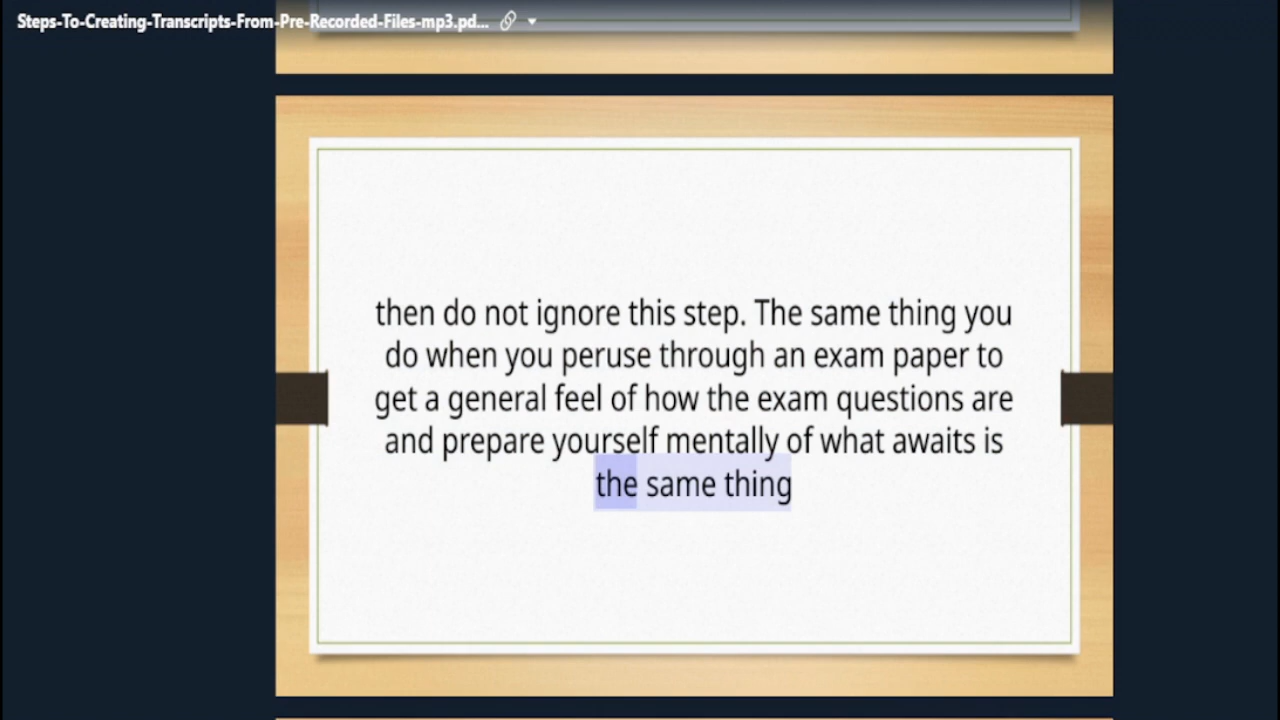 Steps-To-Creating-Transcripts-From-Pre-Recorded-Files-mp3.pd...
then do not ignore this step. The same thing you
do when you peruse through an exam paper to
get a general feel of how the exam questions are
and prepare yourself mentally of what awaits is
the same thing